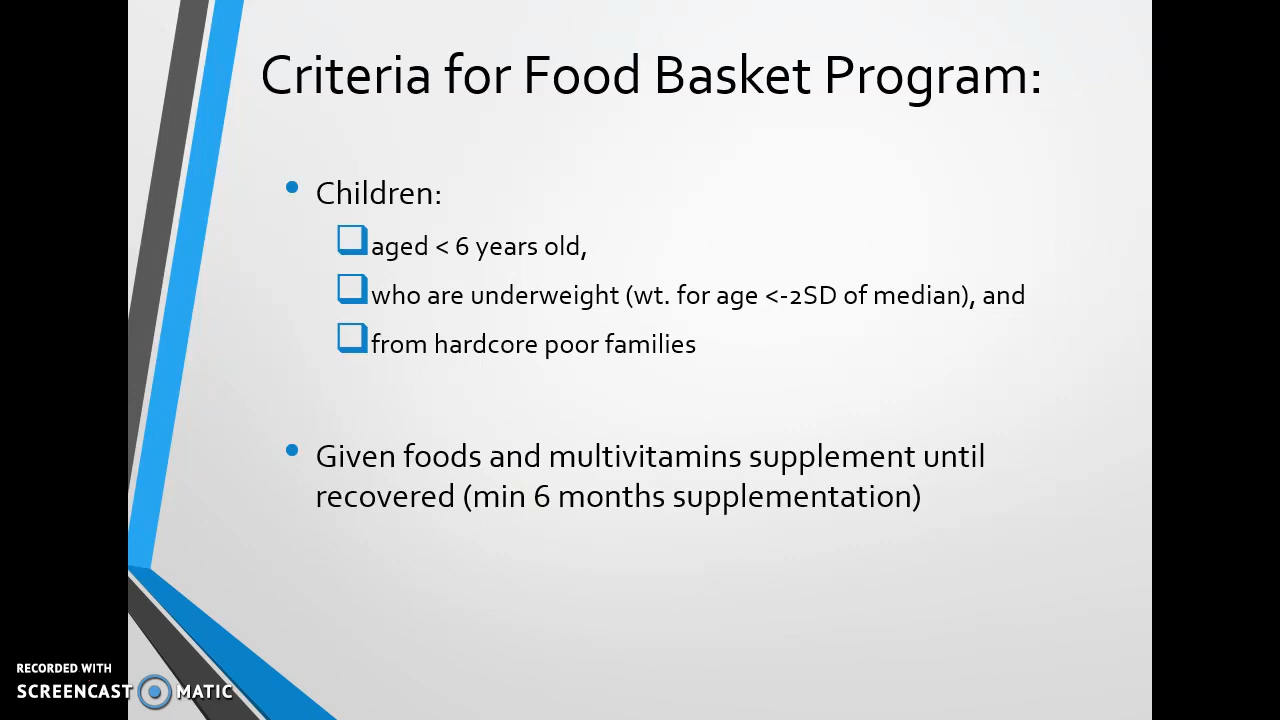 Criteria for Food Basket Program:
• Children:
❑ aged < 6 years old,
❑ who are underweight (wt. for age <-2SD of median), and
❑ from hardcore poor families
• Given foods and multivitamins supplement until
recovered (min 6 months supplementation)
RECORDED WITH
SCREENCAST MATIC